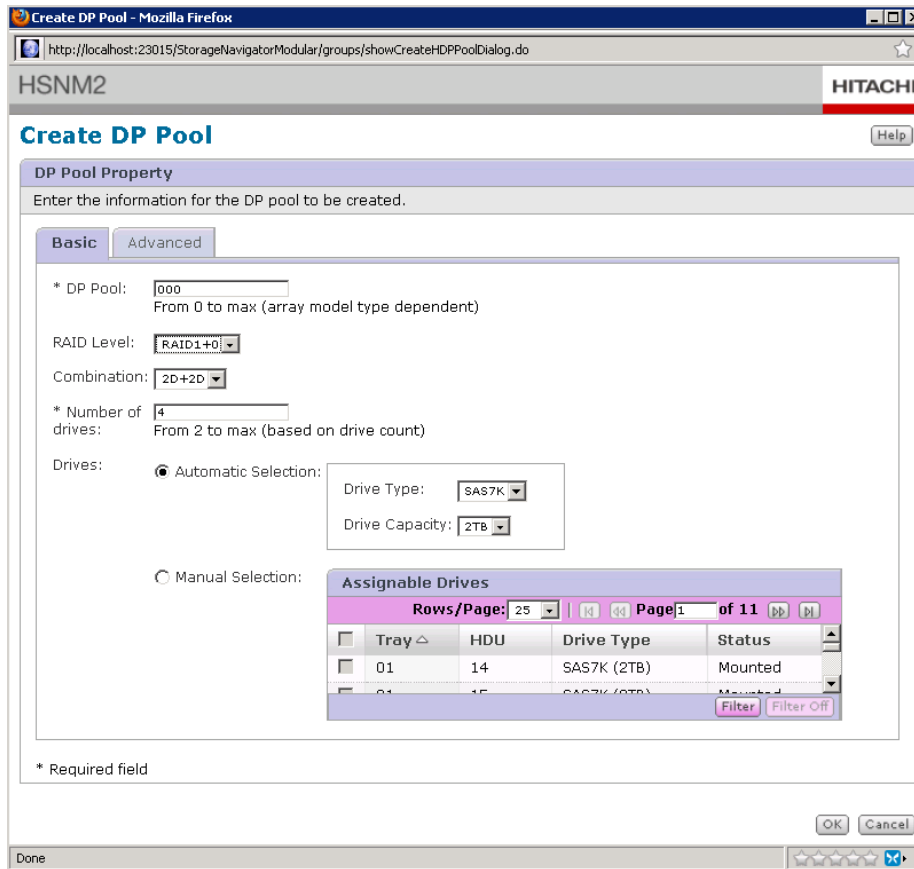 Create DP Pool - Mozilla Firefox
http://localhost:23015/StorageNavigatorModular/groups/showCreateHDPPoolDialog.do
HSNM2
HITACHI
Create DP Pool
Help
DP Pool Property
Enter the information for the DP pool to be created.
Basic Advanced
* DP Pool: 000
From 0 to max (array model type dependent)
RAID Level: RAID1+0
Combination: 2D+2D
* Number of drives: 4
From 2 to max (based on drive count)
Drives: Automatic Selection:
Drive Type: SAS7K
Drive Capacity: 2TB
Manual Selection:
Assignable Drives
Rows/Page: 25 | Page 1 of 11
Tray HDU Drive Type Status
01 14 SAS7K (2TB) Mounted
01 15 SAS7K (2TB) Mounted
Filter Filter Off
* Required field
OK Cancel
Done